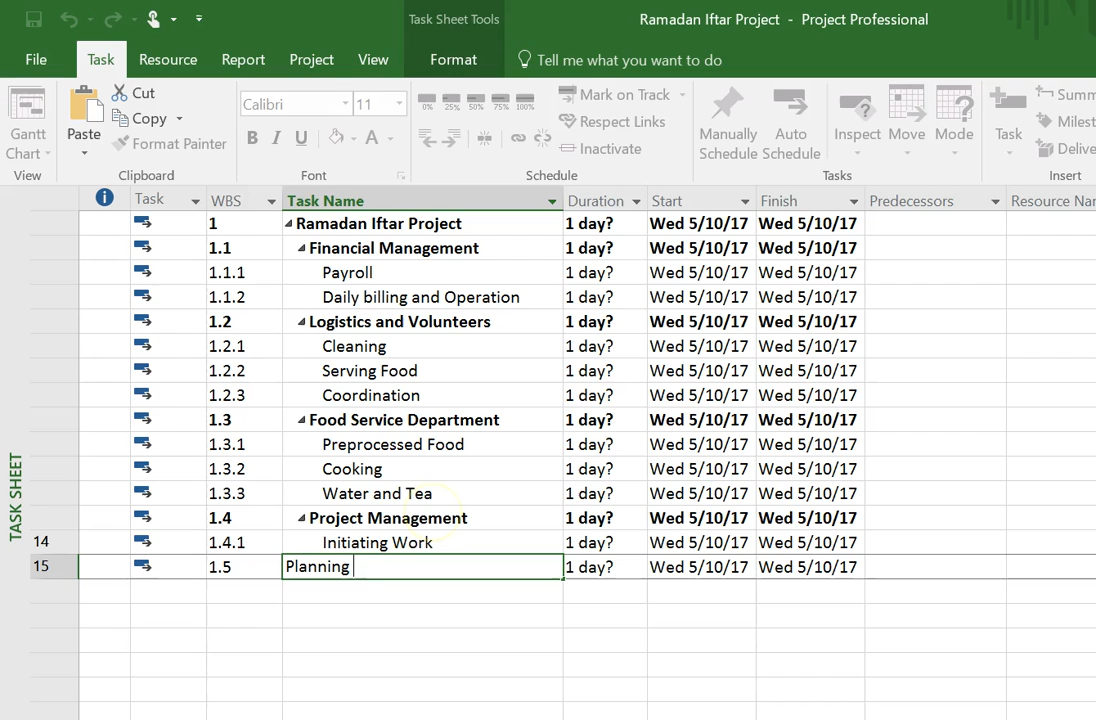 Task Sheet Tools
Ramadan Iftar Project - Project Professional
File Task Resource Report Project View Format Tell me what you want to do
Gantt Chart
View
Paste
Cut
Copy
Format Painter
Clipboard
Calibri 11
B I U A
Font
0% 25% 50% 75% 100%
Mark on Track
Respect Links
Inactivate
Schedule
Manually Schedule
Auto Schedule
Inspect
Move
Mode
Tasks
Task
Summ
Milest
Delive
Insert
Task WBS Task Name Duration Start Finish Predecessors Resource Nar
1 Ramadan Iftar Project 1 day? Wed 5/10/17 Wed 5/10/17
1.1 Financial Management 1 day? Wed 5/10/17 Wed 5/10/17
1.1.1 Payroll 1 day? Wed 5/10/17 Wed 5/10/17
1.1.2 Daily billing and Operation 1 day? Wed 5/10/17 Wed 5/10/17
1.2 Logistics and Volunteers 1 day? Wed 5/10/17 Wed 5/10/17
1.2.1 Cleaning 1 day? Wed 5/10/17 Wed 5/10/17
1.2.2 Serving Food 1 day? Wed 5/10/17 Wed 5/10/17
1.2.3 Coordination 1 day? Wed 5/10/17 Wed 5/10/17
1.3 Food Service Department 1 day? Wed 5/10/17 Wed 5/10/17
1.3.1 Preprocessed Food 1 day? Wed 5/10/17 Wed 5/10/17
1.3.2 Cooking 1 day? Wed 5/10/17 Wed 5/10/17
1.3.3 Water and Tea 1 day? Wed 5/10/17 Wed 5/10/17
1.4 Project Management 1 day? Wed 5/10/17 Wed 5/10/17
14 1.4.1 Initiating Work 1 day? Wed 5/10/17 Wed 5/10/17
15 1.5 Planning 1 day? Wed 5/10/17 Wed 5/10/17
TASK SHEET